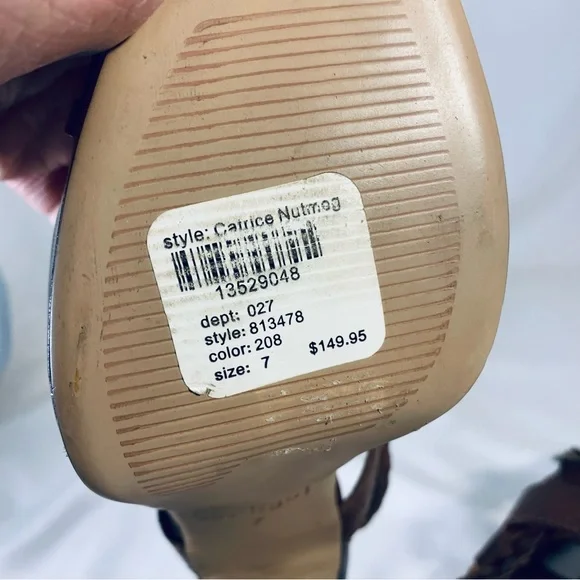 style: Catrice Nutmeg
13529048
dept: 027
style: 813478
color: 208
size: 7 $149.95